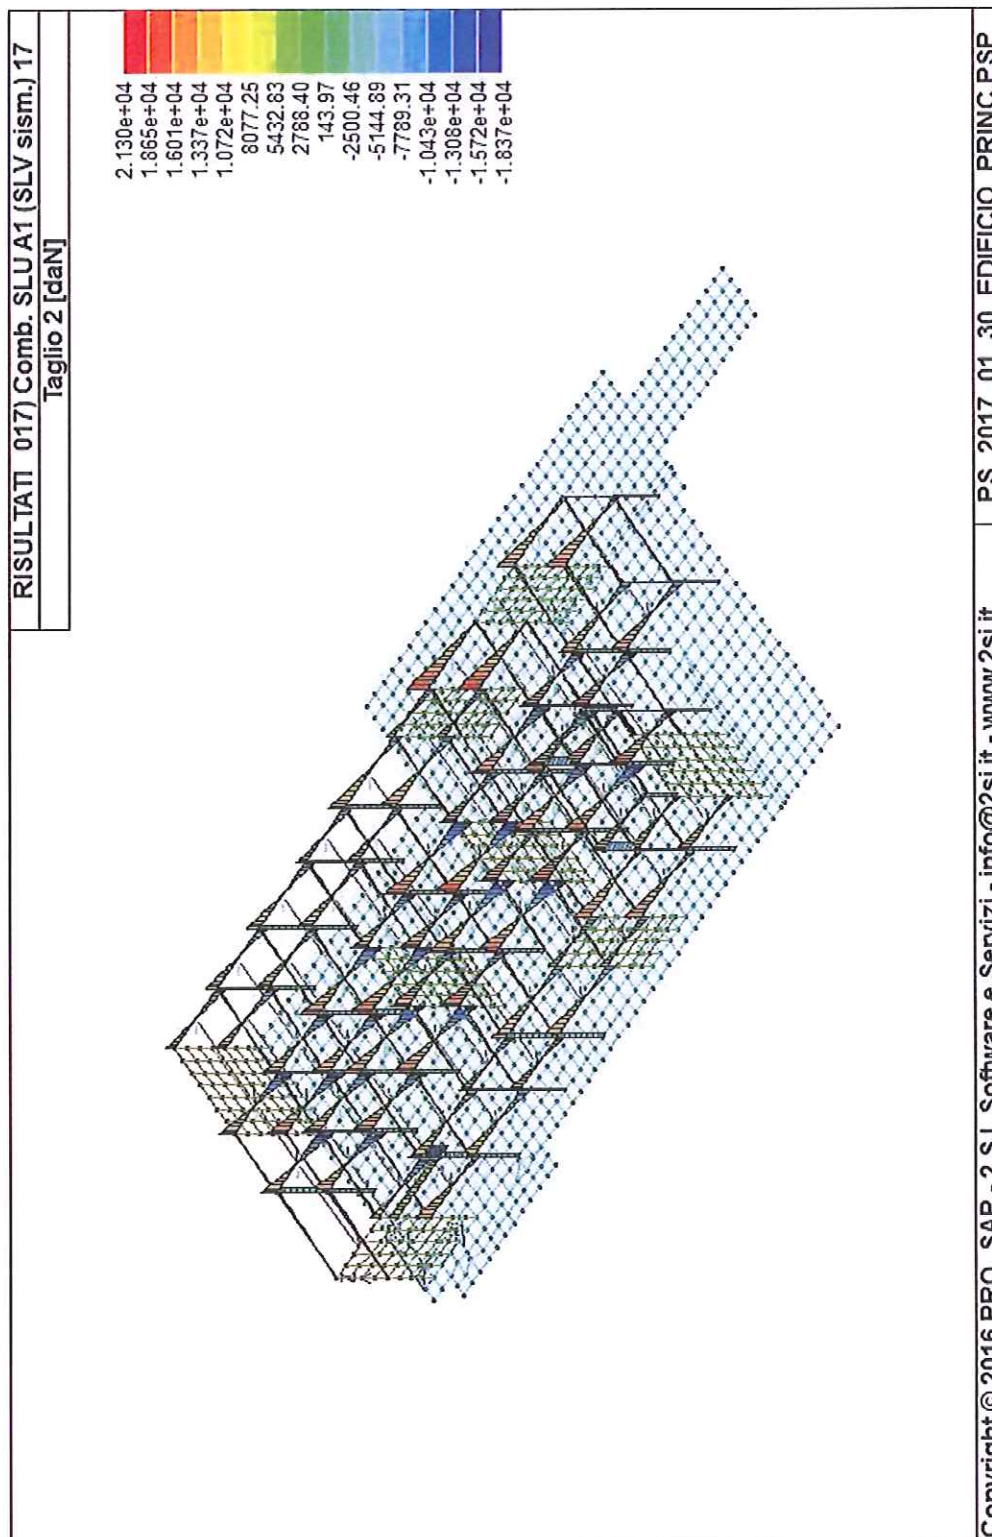 RISULTATI 017) Comb. SLU A1 (SLV sism.) 17
Taglio 2 [daN]
2.130e+04
1.865e+04
1.601e+04
1.337e+04
1.072e+04
8077.25
5432.83
2788.40
143.97
-2500.46
-5144.89
-7789.31
-1.043e+04
-1.308e+04
-1.572e+04
-1.837e+04
Copyright © 2016 PRO_SAP - 2 S.I. Software e Servizi - info@2si.it - www.2si.it
PS_2017_01_30_EDIFICIO_PRINC.PSP